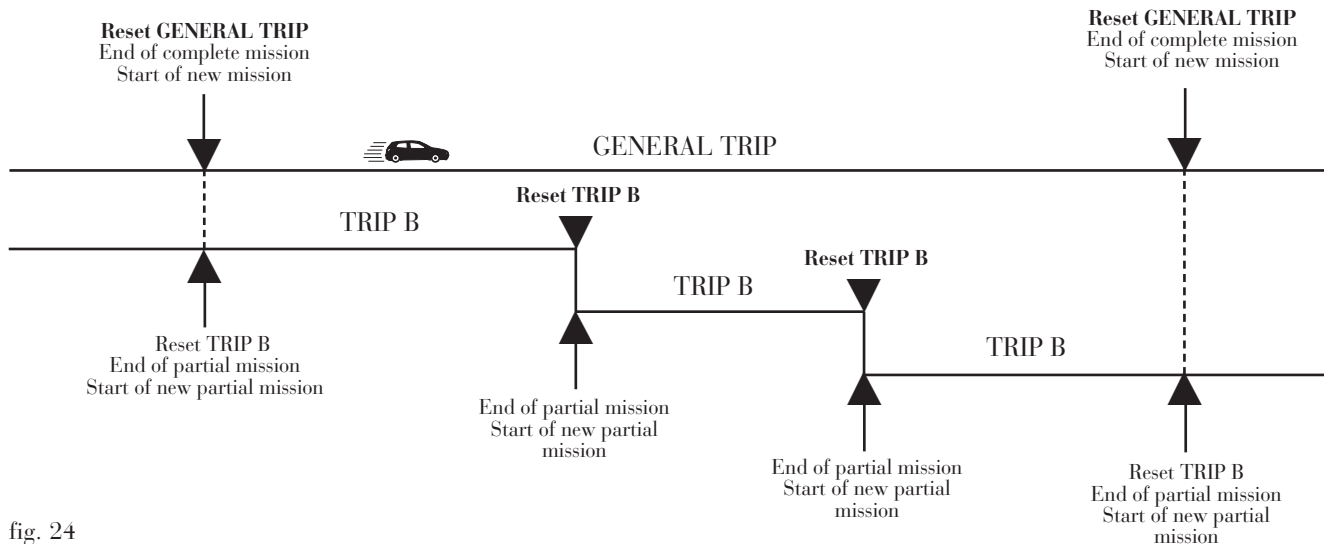 Reset GENERAL TRIP
End of complete mission
Start of new mission
Reset GENERAL TRIP
End of complete mission
Start of new mission
GENERAL TRIP
Reset TRIP B
TRIP B
Reset TRIP B
TRIP B
TRIP B
Reset TRIP B
End of partial mission
Start of new partial mission
End of partial mission
Start of new partial
mission
End of partial mission
Start of new partial
mission
Reset TRIP B
End of partial mission
Start of new partial
mission
fig. 24